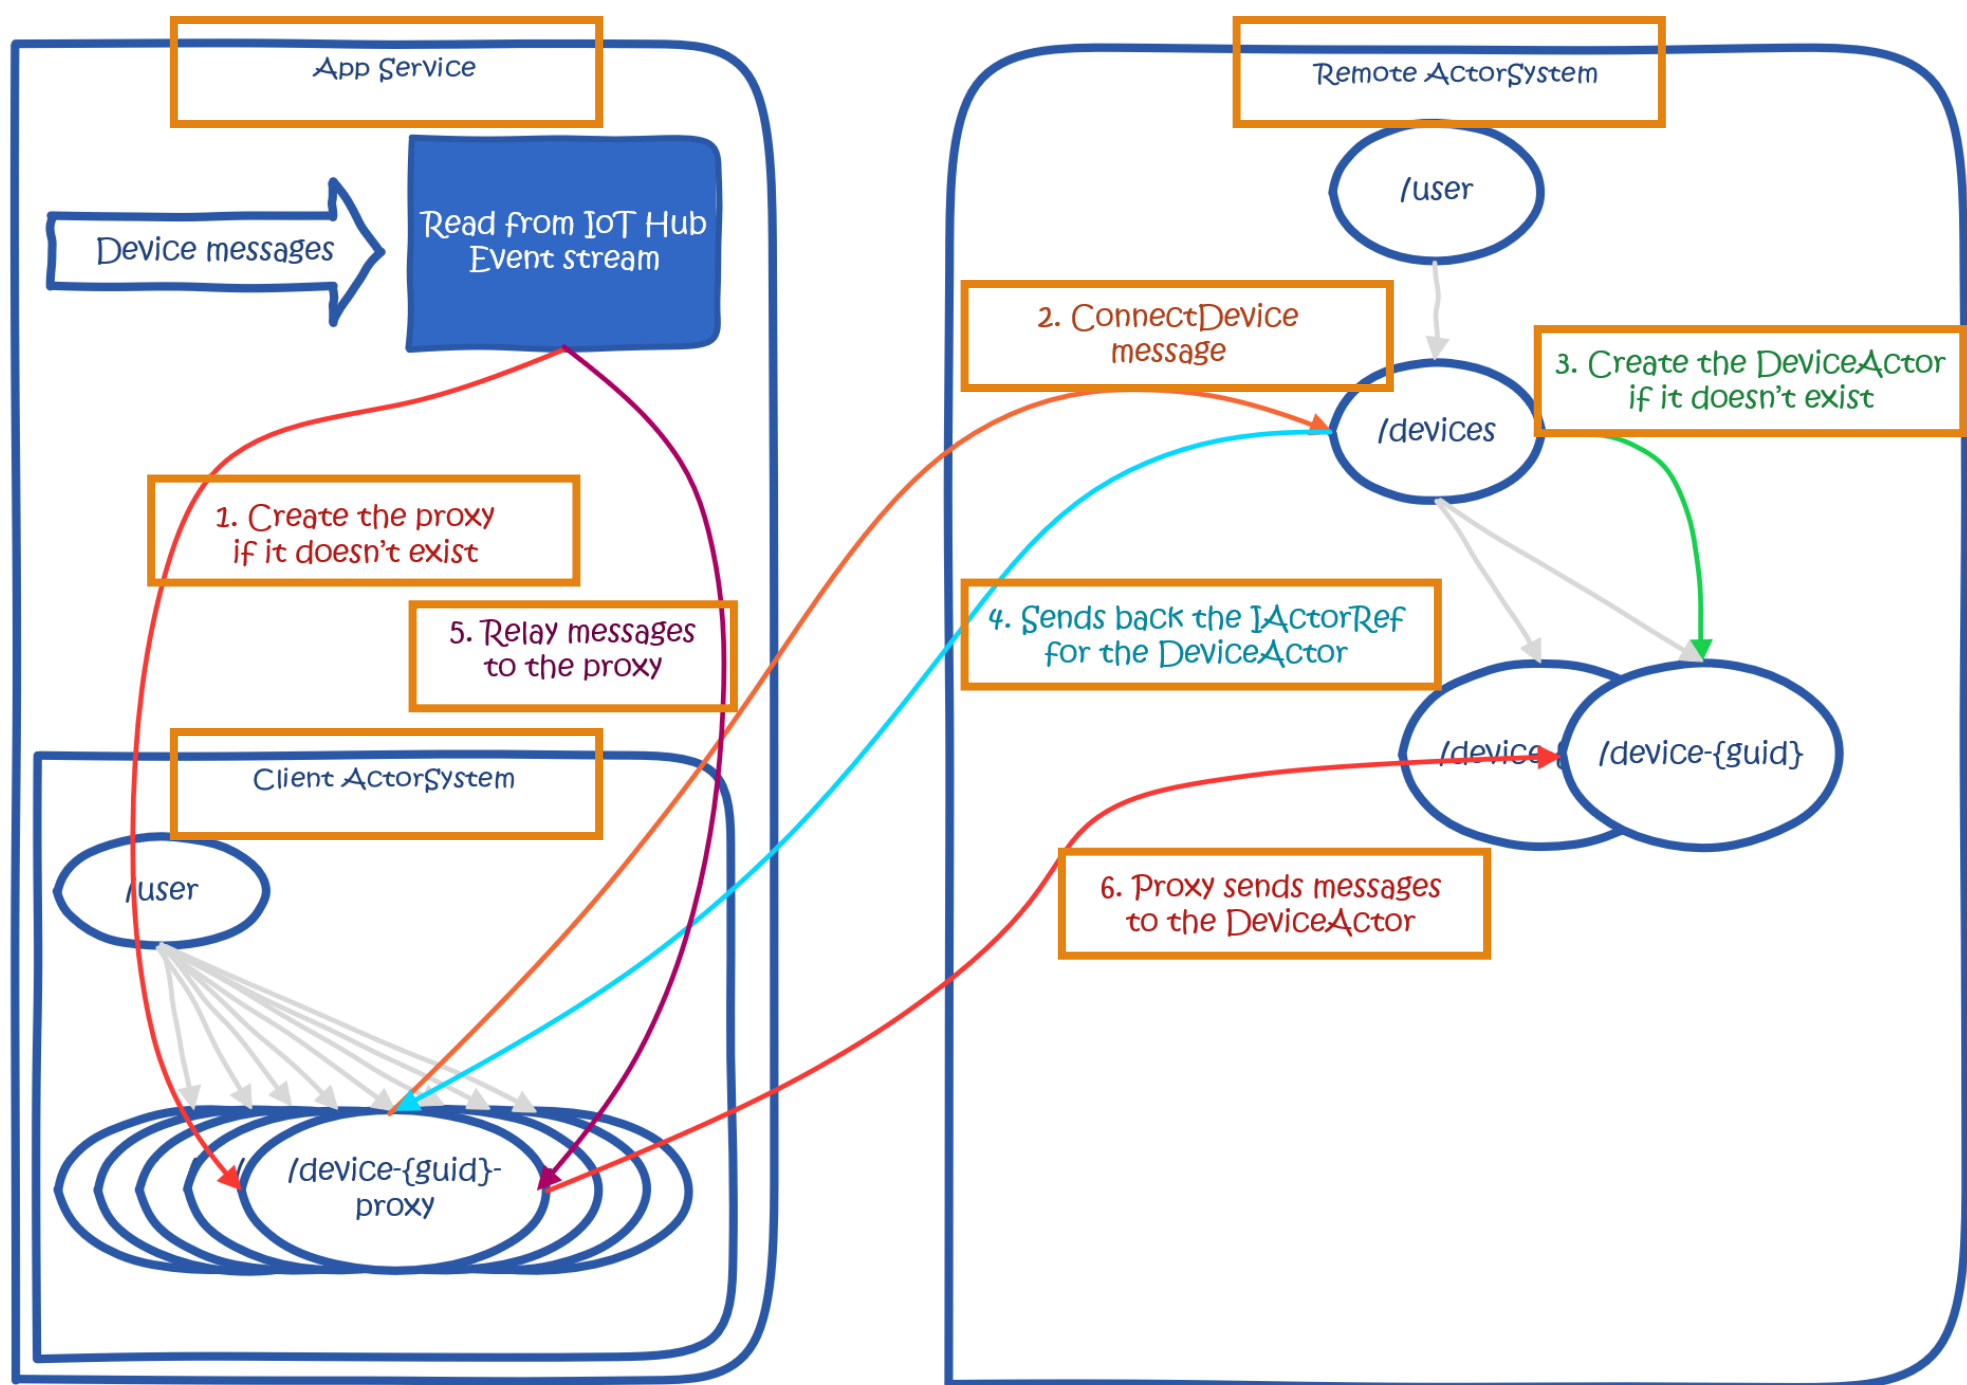 App Service
Remote ActorSystem
/user
Device messages
Read from IoT Hub
Event stream
2. ConnectDevice
message
3. Create the DeviceActor
if it doesn't exist
/devices
1. Create the proxy
if it doesn't exist
5. Relay messages
to the proxy
4. Sends back the IActorRef
for the DeviceActor
Client ActorSystem
/device-{
/device-{guid}
/user
6. Proxy sends messages
to the DeviceActor
/device-{guid}-
proxy